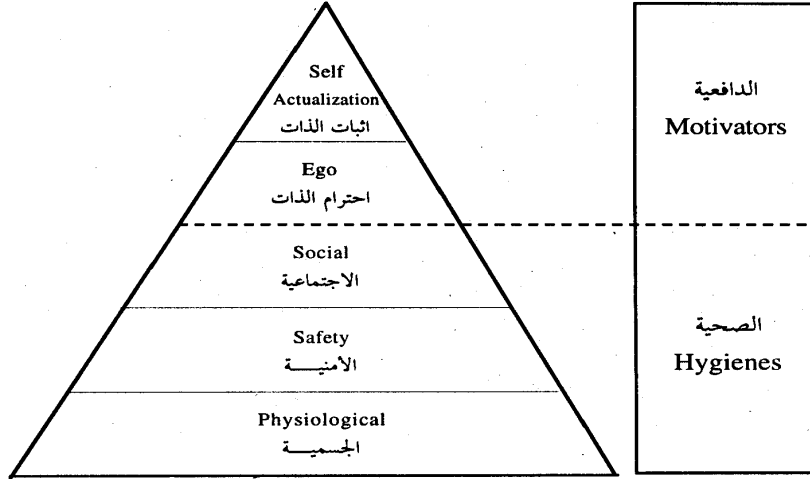 Self
Actualization
اثبات الذات
Ego
احترام الذات
Social
الاجتماعية
Safety
الأمنيــــة
Physiological
الجسميــــة
الدافعية
Motivators
الصحية
Hygienes